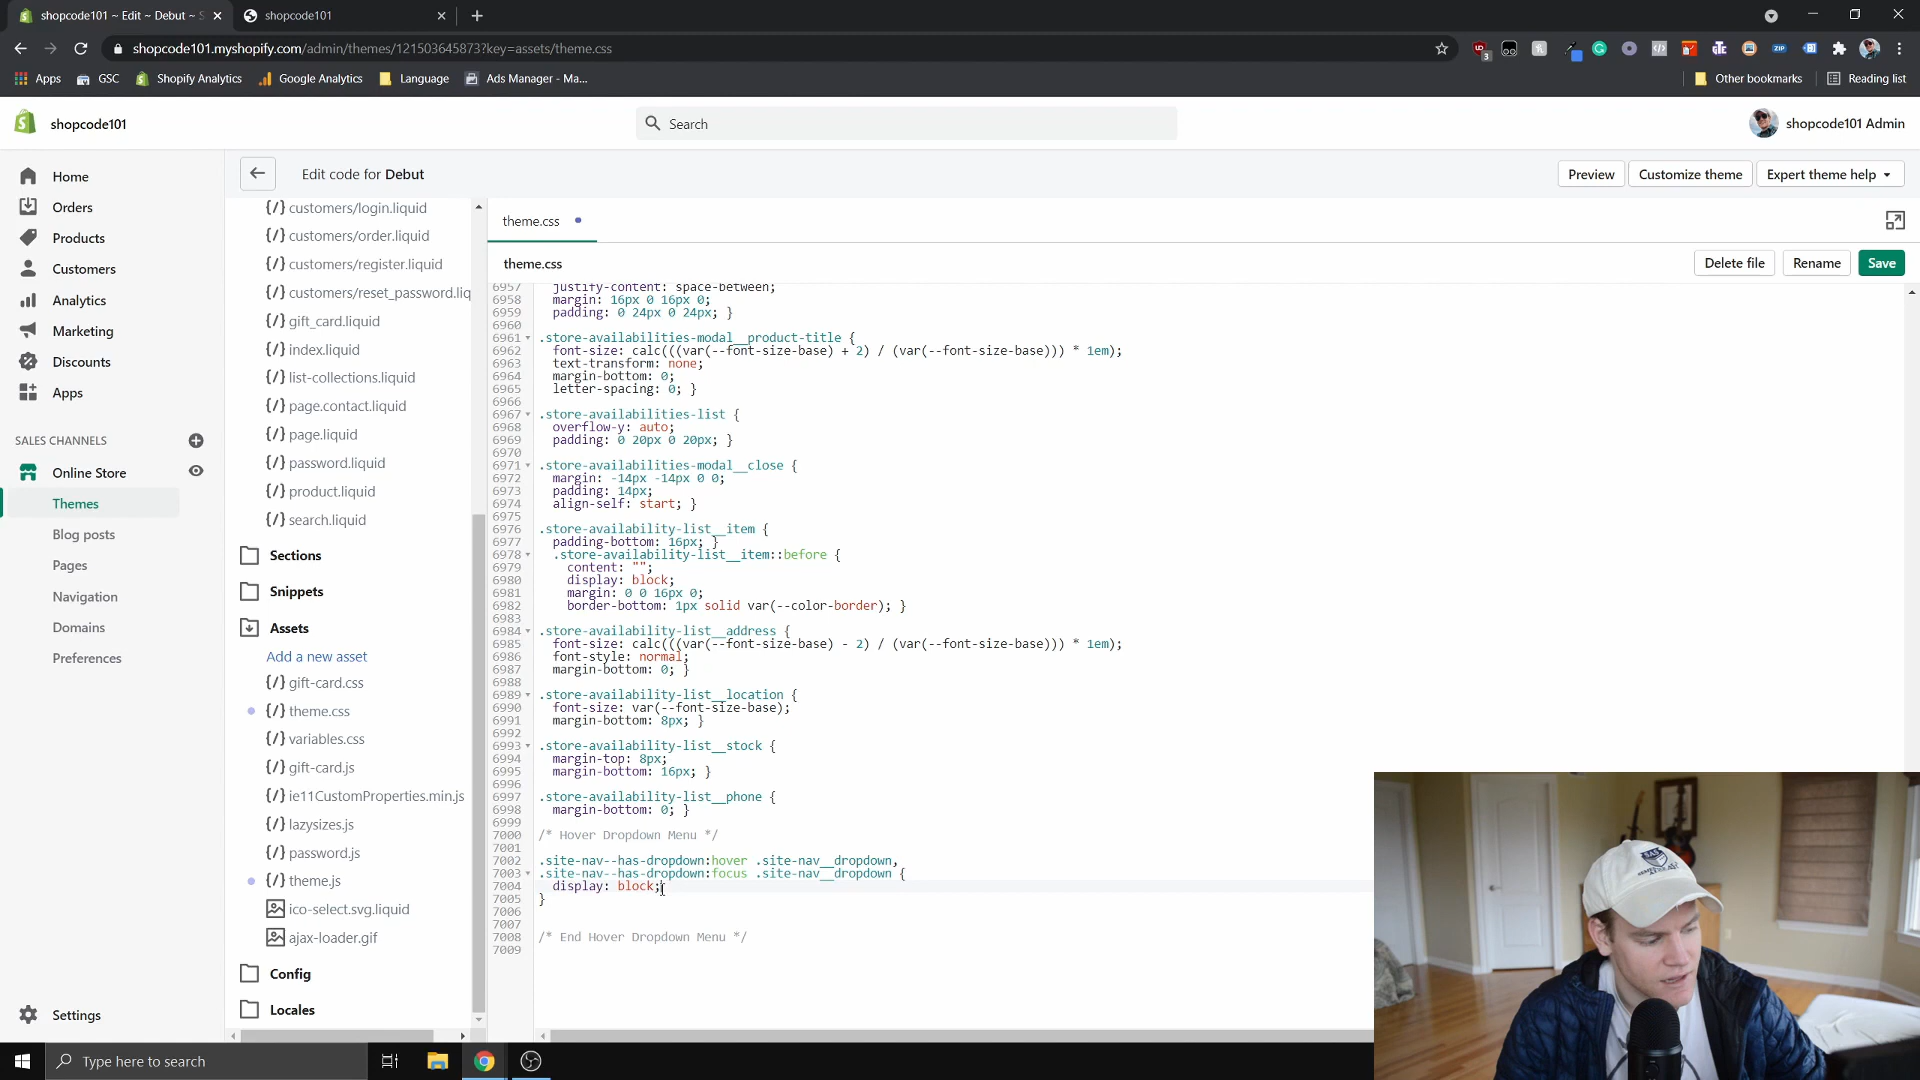 shopcode101 ~ Edit ~ Debut ~ S
shopcode101
shopcode101.myshopify.com/admin/themes/121503645873?key=assets/theme.css
Apps
GSC
Shopify Analytics
Google Analytics
Language
Ads Manager - Ma...
Other bookmarks
Reading list
shopcode101
Search
shopcode101 Admin
Home
Orders
Products
Customers
Analytics
Marketing
Discounts
Apps
SALES CHANNELS
Online Store
Themes
Blog posts
Pages
Navigation
Domains
Preferences
Settings
Edit code for Debut
Preview
Customize theme
Expert theme help
{/} customers/login.liquid
{/} customers/order.liquid
{/} customers/register.liquid
{/} customers/reset_password.liq
{/} gift_card.liquid
{/} index.liquid
{/} list-collections.liquid
{/} page.contact.liquid
{/} page.liquid
{/} password.liquid
{/} product.liquid
{/} search.liquid
Sections
Snippets
Assets
Add a new asset
{/} gift-card.css
{/} theme.css
{/} variables.css
{/} gift-card.js
{/} ie11CustomProperties.min.js
{/} lazysizes.js
{/} password.js
{/} theme.js
ico-select.svg.liquid
ajax-loader.gif
Config
Locales
theme.css
theme.css
Delete file
Rename
Save
6957 justify-content: space-between;
6958 margin: 16px 0 16px 0;
6959 padding: 0 24px 0 24px; }
6960
6961 .store-availabilities-modal__product-title {
6962 font-size: calc(((var(--font-size-base) + 2) / (var(--font-size-base))) * 1em);
6963 text-transform: none;
6964 margin-bottom: 0;
6965 letter-spacing: 0; }
6966
6967 .store-availabilities-list {
6968 overflow-y: auto;
6969 padding: 0 20px 0 20px; }
6970
6971 .store-availabilities-modal__close {
6972 margin: -14px -14px 0 0;
6973 padding: 14px;
6974 align-self: start; }
6975
6976 .store-availability-list__item {
6977 padding-bottom: 16px; }
6978 .store-availability-list__item::before {
6979 content: "";
6980 display: block;
6981 margin: 0 0 16px 0;
6982 border-bottom: 1px solid var(--color-border); }
6983
6984 .store-availability-list__address {
6985 font-size: calc(((var(--font-size-base) - 2) / (var(--font-size-base))) * 1em);
6986 font-style: normal;
6987 margin-bottom: 0; }
6988
6989 .store-availability-list__location {
6990 font-size: var(--font-size-base);
6991 margin-bottom: 8px; }
6992
6993 .store-availability-list__stock {
6994 margin-top: 8px;
6995 margin-bottom: 16px; }
6996
6997 .store-availability-list__phone {
6998 margin-bottom: 0; }
6999
7000 /* Hover Dropdown Menu */
7001
7002 .site-nav--has-dropdown:hover .site-nav__dropdown,
7003 .site-nav--has-dropdown:focus .site-nav__dropdown {
7004 display: block;
7005 }
7006
7007
7008 /* End Hover Dropdown Menu */
7009
Type here to search